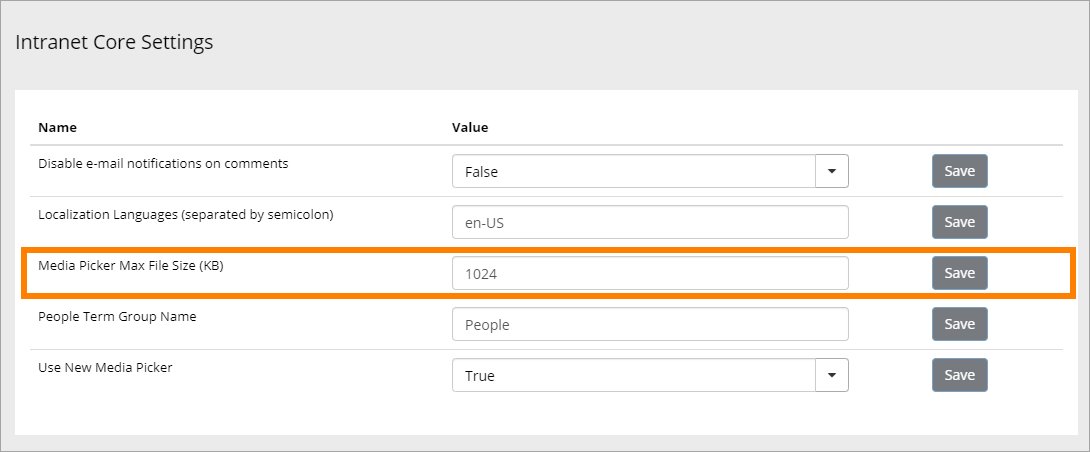 Intranet Core Settings
Name Value
Disable e-mail notifications on comments False Save
Localization Languages (separated by semicolon) en-US Save
Media Picker Max File Size (KB) 1024 Save
People Term Group Name People Save
Use New Media Picker True Save